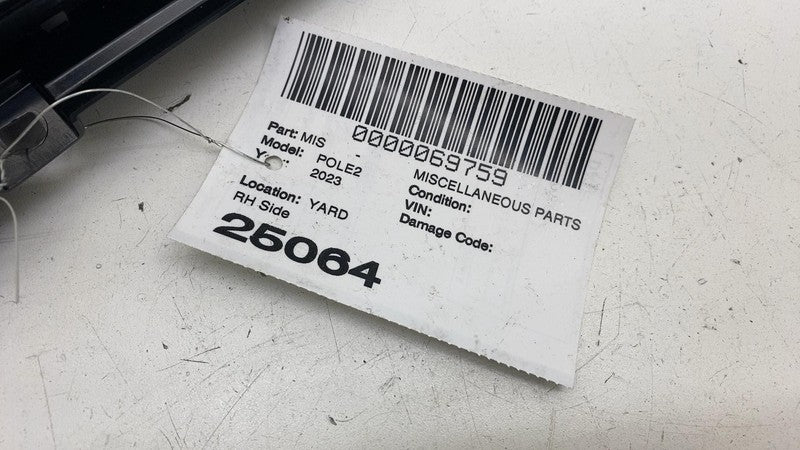 0000069759
Part: MIS
MISCELLANEOUS PARTS
Model: POLE2
Condition:
2023
VIN:
Location: YARD
Damage Code:
RH Side
25064